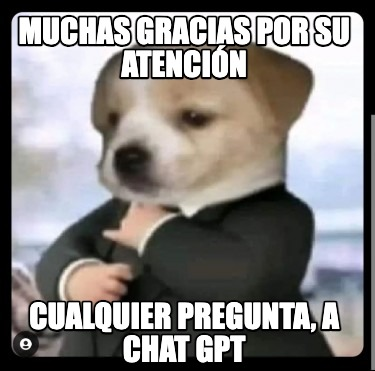 MUCHAS GRACIAS POR SU
ATENCIÓN
CUALQUIER PREGUNTA, A
CHAT GPT